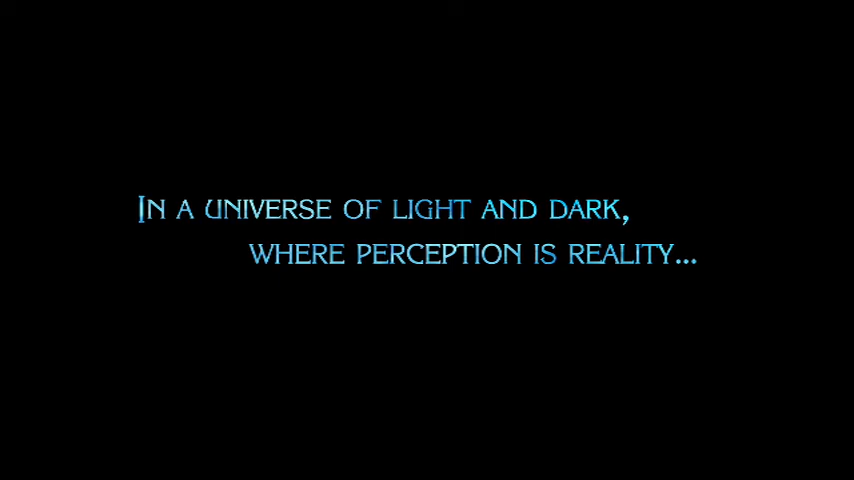 In a universe of light and dark,
where perception is reality...